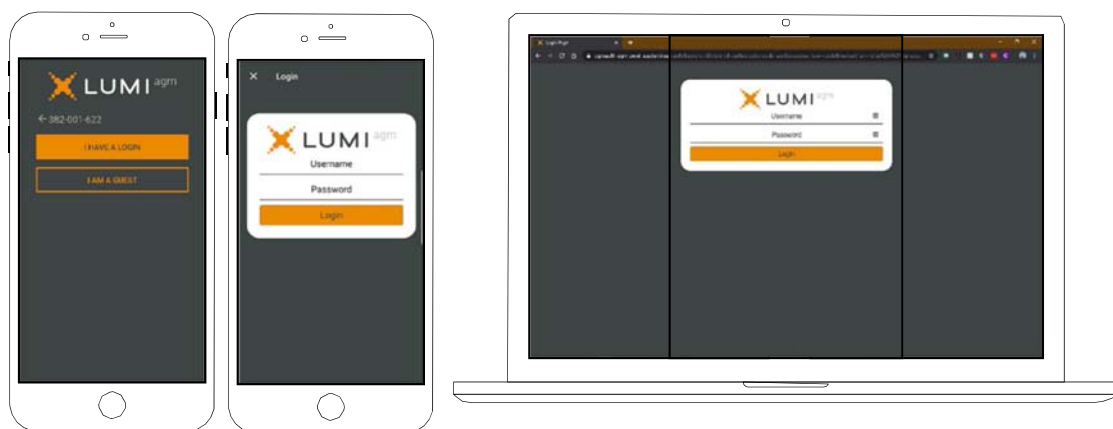 LUMI agm
← 382-001-622
I HAVE A LOGIN
I AM A GUEST
× Login
LUMI agm
Username
Password
Login
LUMI agm
Username
Password
Login